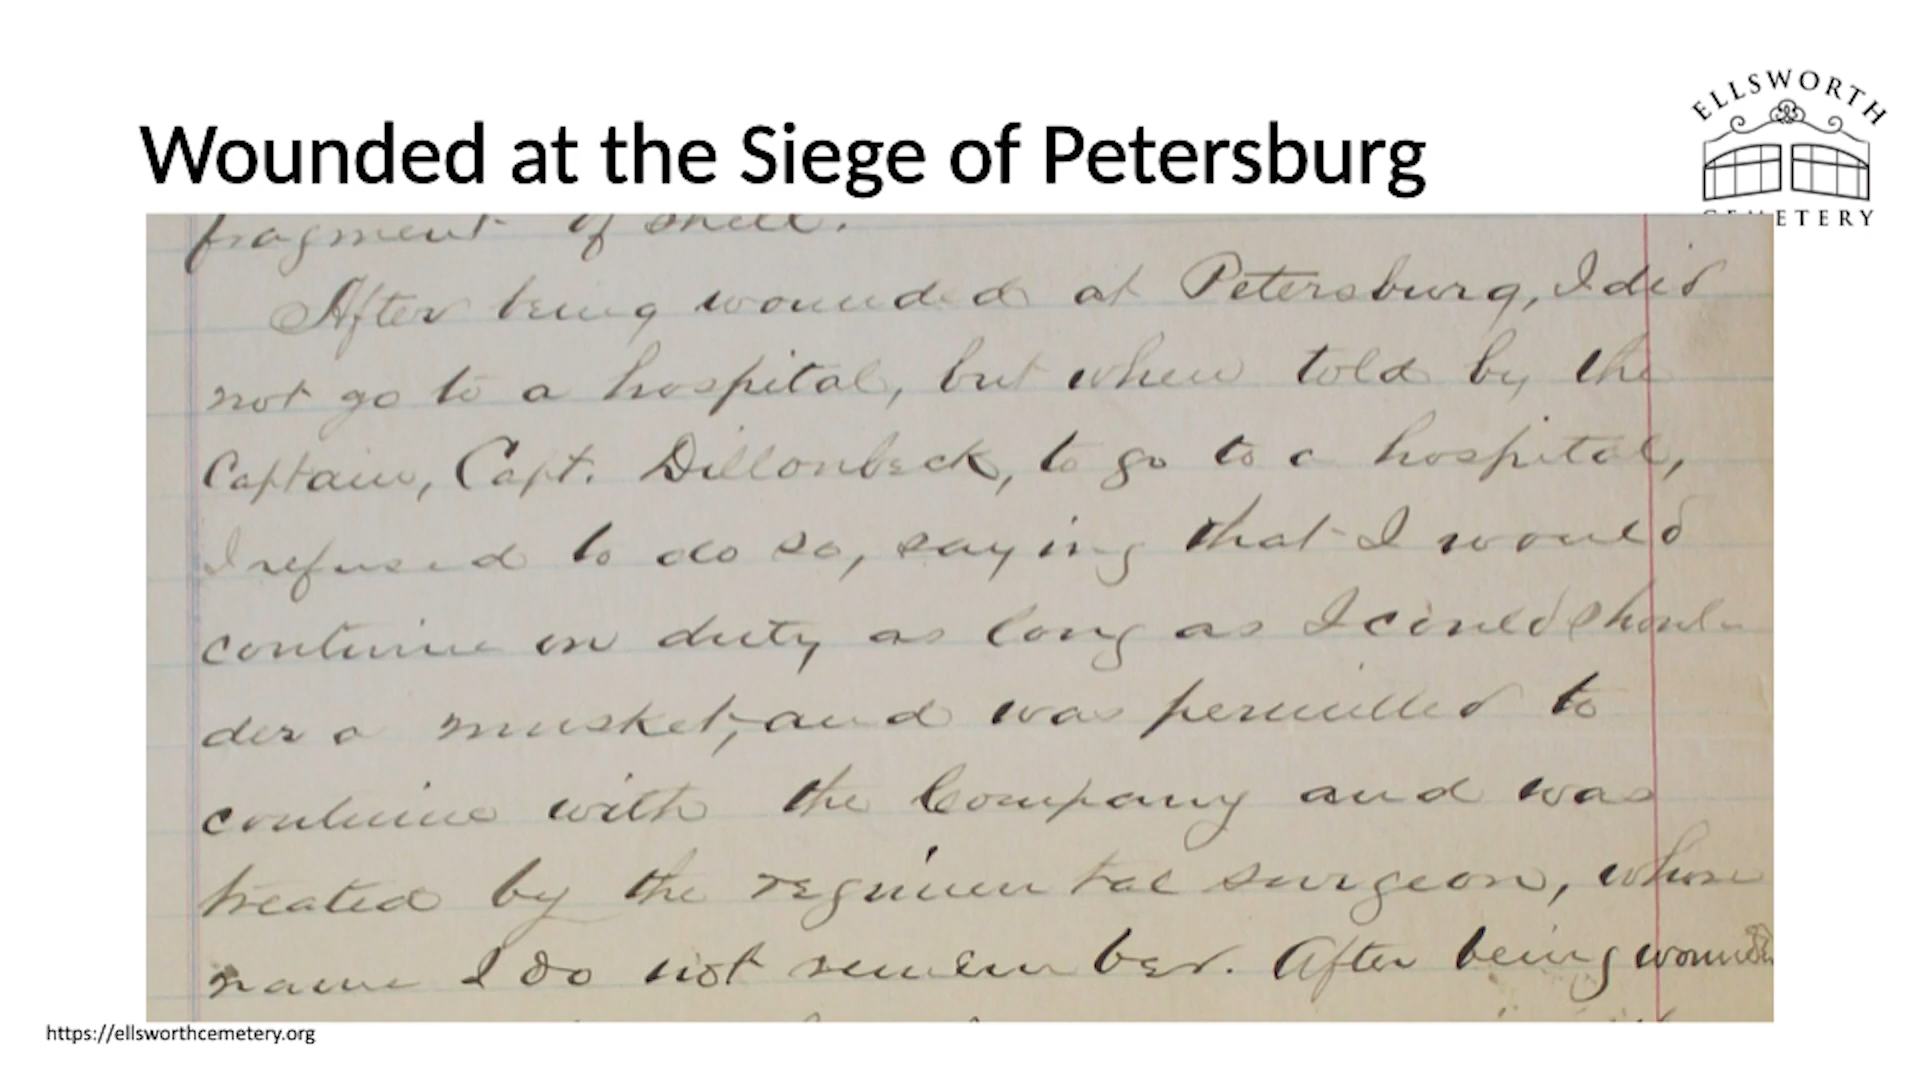 ELLSWORTH
CEMETERY
Wounded at the Siege of Petersburg
fragment of shell.
After being wounded at Petersburg, I did
not go to a hospital, but when told by the
Captain, Capt. Dillonbeck, to go to a hospital,
I refused to do so, saying that I would
continue on duty as long as I could shoul-
der a musket, and was permitted to
continue with the Company and was
treated by the regimental surgeon, whose
name I do not remember. After being wounded
https://ellsworthcemetery.org